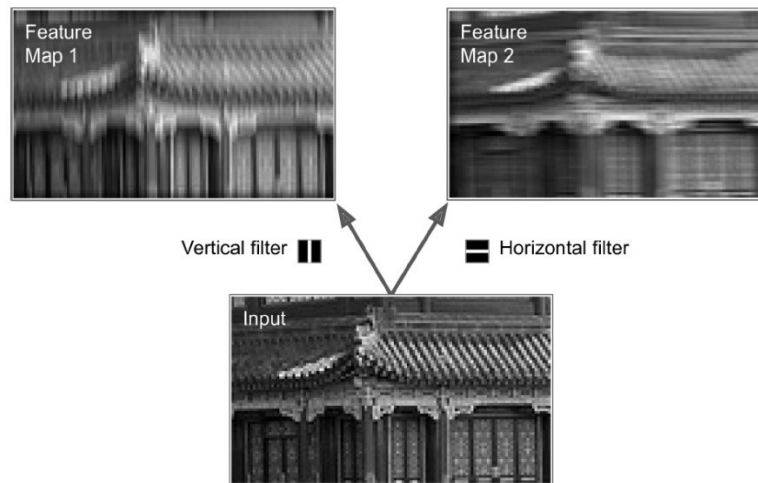 Feature
Map 1
Feature
Map 2
Vertical filter
Horizontal filter
Input